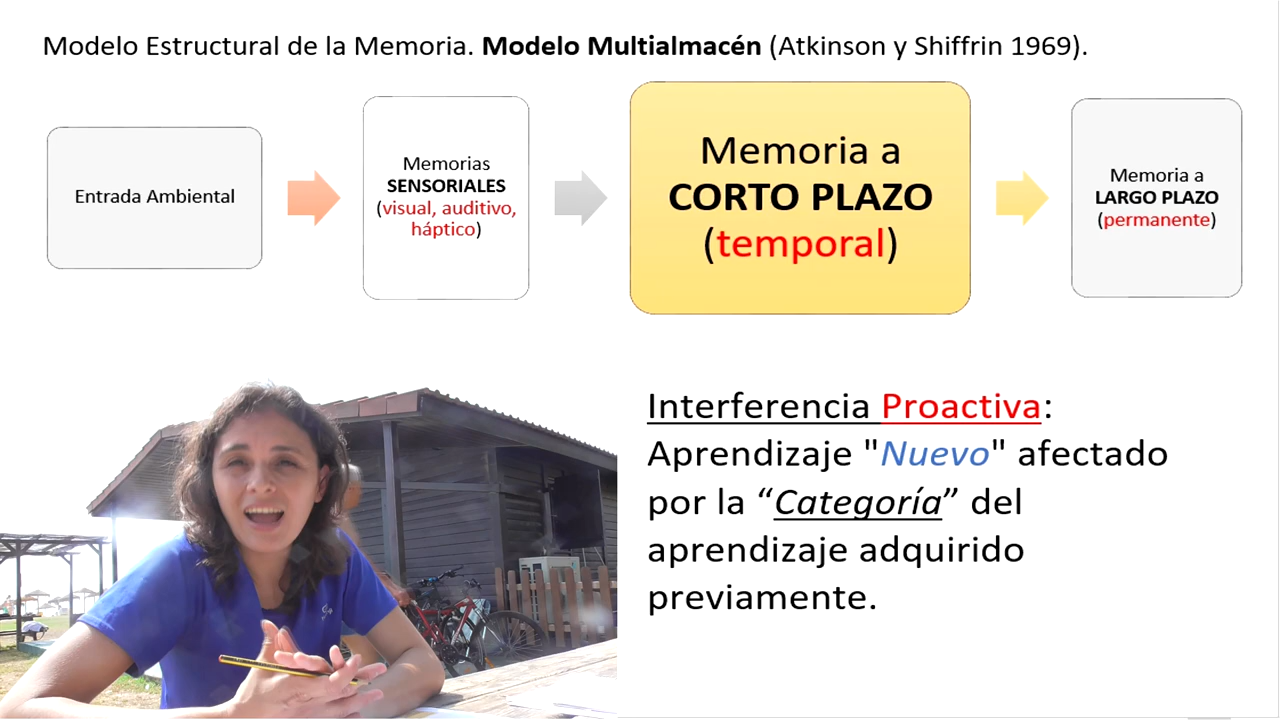 Modelo Estructural de la Memoria. Modelo Multialmacén (Atkinson y Shiffrin 1969).
Entrada Ambiental
Memorias
SENSORIALES
(visual, auditivo,
háptico)
Memoria a
CORTO PLAZO
(temporal)
Memoria a
LARGO PLAZO
(permanente)
Interferencia Proactiva:
Aprendizaje "Nuevo" afectado
por la “Categoría” del
aprendizaje adquirido
previamente.